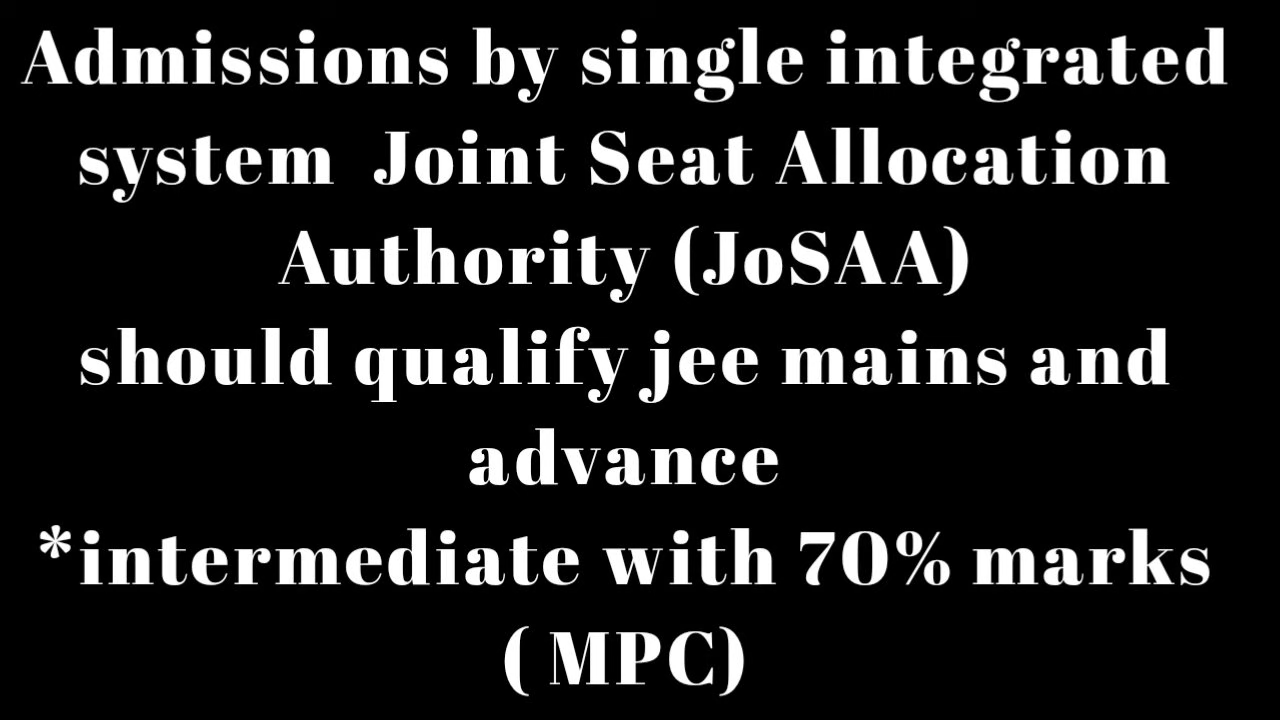 Admissions by single integrated
system Joint Seat Allocation
Authority (JoSAA)
should qualify jee mains and
advance
*intermediate with 70% marks
( MPC)